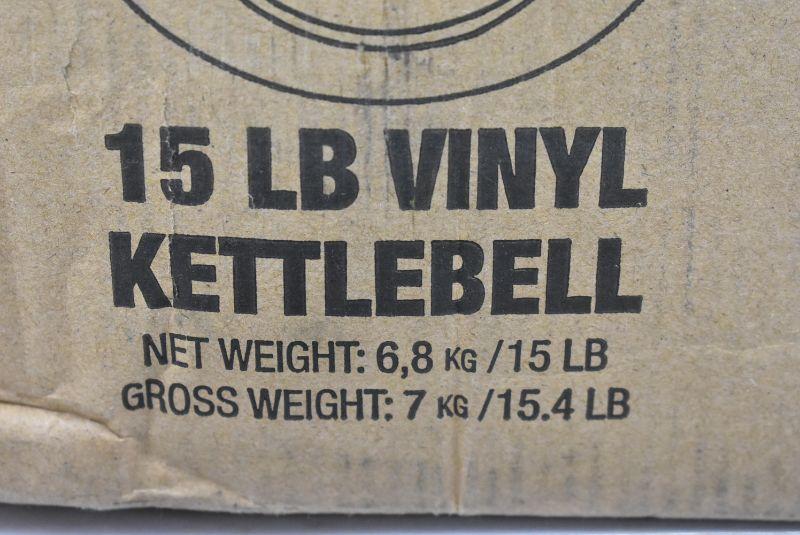 15 LB VINYL
KETTLEBELL
NET WEIGHT: 6,8 KG /15 LB
GROSS WEIGHT: 7 KG /15.4 LB